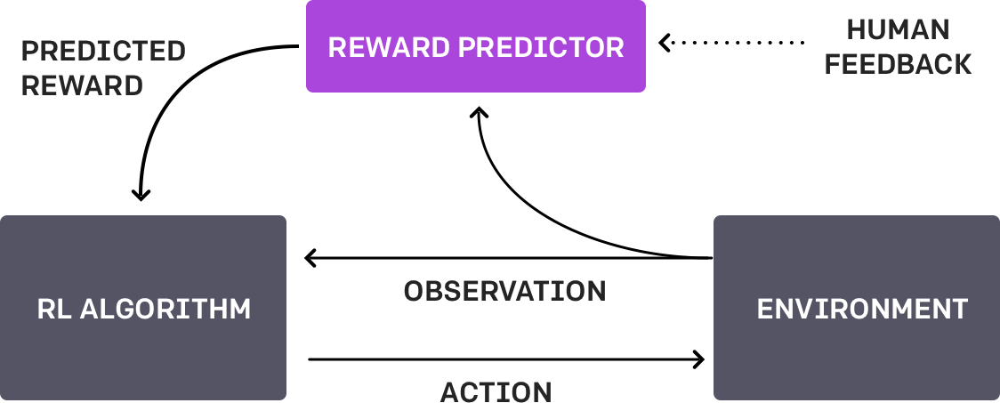 PREDICTED
REWARD
REWARD PREDICTOR
HUMAN
FEEDBACK
RL ALGORITHM
OBSERVATION
ENVIRONMENT
ACTION